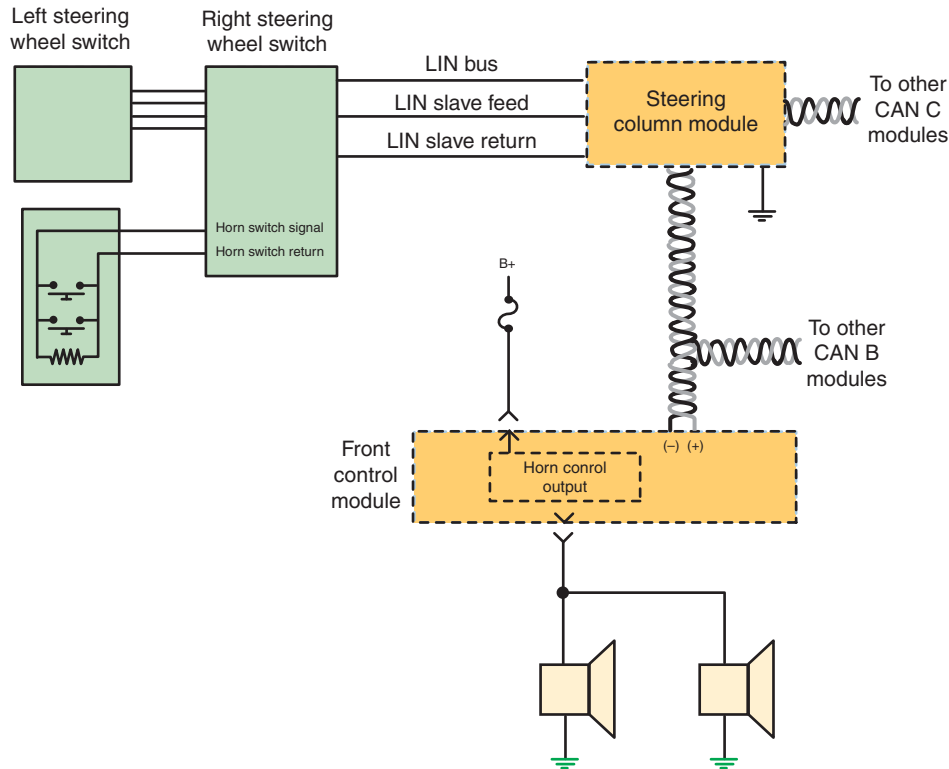 Left steering
wheel switch
Right steering
wheel switch
LIN bus
LIN slave feed
LIN slave return
Steering
column module
To other
CAN C
modules
Horn switch signal
Horn switch return
B+
To other
CAN B
modules
Front
control
module
(–) (+)
Horn conrol
output